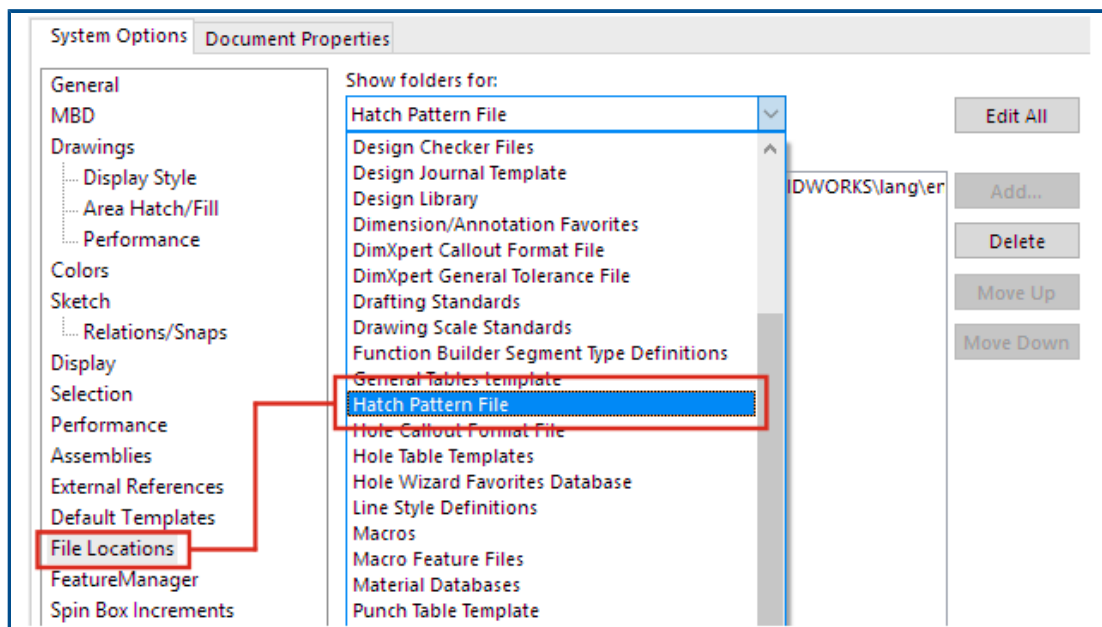 System Options
Document Properties
General
MBD
Drawings
Display Style
Area Hatch/Fill
Performance
Colors
Sketch
Relations/Snaps
Display
Selection
Performance
Assemblies
External References
Default Templates
File Locations
FeatureManager
Spin Box Increments
Show folders for:
Hatch Pattern File
Design Checker Files
Design Journal Template
Design Library
Dimension/Annotation Favorites
DimXpert Callout Format File
DimXpert General Tolerance File
Drafting Standards
Drawing Scale Standards
Function Builder Segment Type Definitions
General Tables template
Hatch Pattern File
Hole Callout Format File
Hole Table Templates
Hole Wizard Favorites Database
Line Style Definitions
Macros
Macro Feature Files
Material Databases
Punch Table Template
IDWORKS\lang\en
Edit All
Add...
Delete
Move Up
Move Down